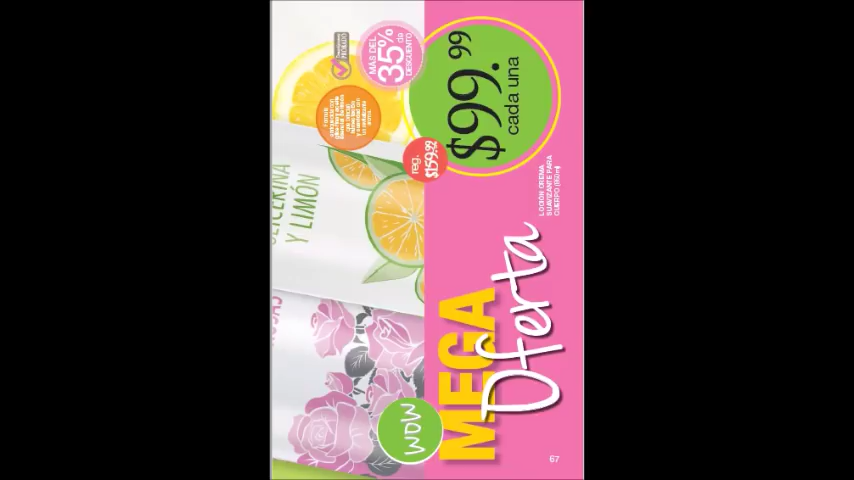 GLICERINA
Y LIMÓN
PROBADO
MÁS DEL
35%
de
DESCUENTO
reg.
$159.99
$99.99
cada una
LOCIÓN CREMA
SUAVIZANTE PARA
CUERPO
WOW
MEGA
Oferta
67